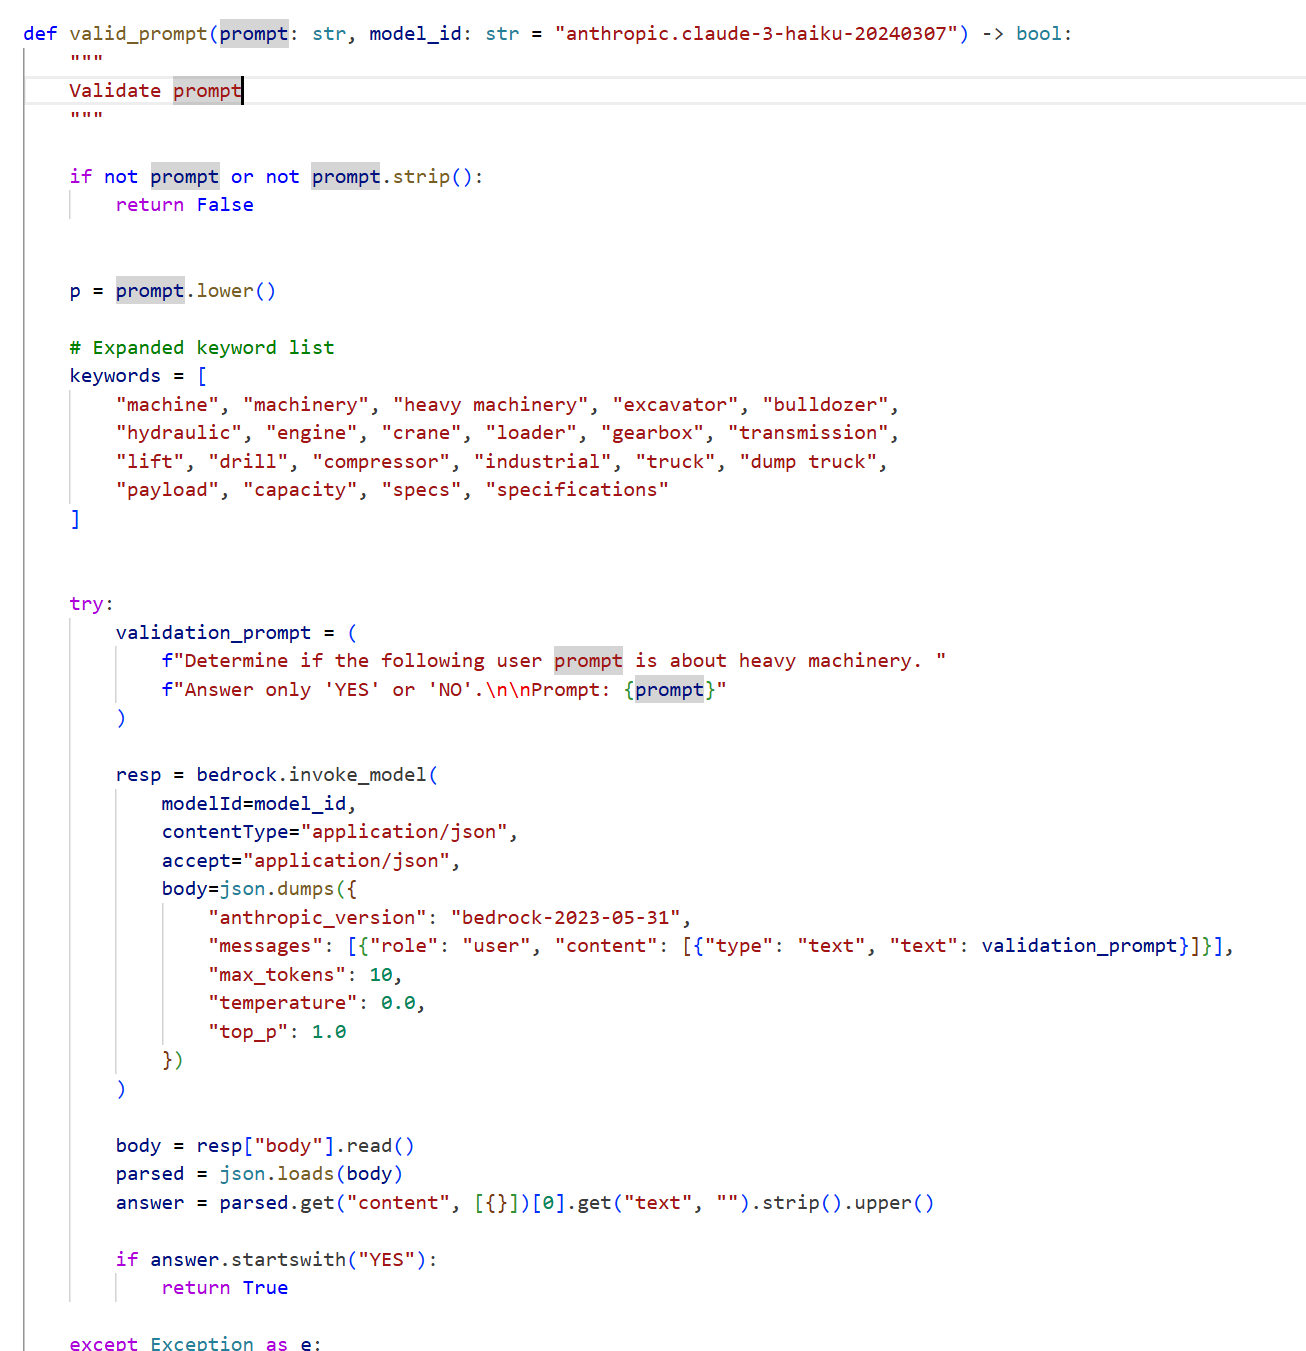 def valid_prompt(prompt: str, model_id: str = "anthropic.claude-3-haiku-20240307") -> bool:
    """
    Validate prompt
    """

    if not prompt or not prompt.strip():
        return False


    p = prompt.lower()

    # Expanded keyword list
    keywords = [
        "machine", "machinery", "heavy machinery", "excavator", "bulldozer",
        "hydraulic", "engine", "crane", "loader", "gearbox", "transmission",
        "lift", "drill", "compressor", "industrial", "truck", "dump truck",
        "payload", "capacity", "specs", "specifications"
    ]


    try:
        validation_prompt = (
            f"Determine if the following user prompt is about heavy machinery. "
            f"Answer only 'YES' or 'NO'.\n\nPrompt: {prompt}"
        )

        resp = bedrock.invoke_model(
            modelId=model_id,
            contentType="application/json",
            accept="application/json",
            body=json.dumps({
                "anthropic_version": "bedrock-2023-05-31",
                "messages": [{"role": "user", "content": [{"type": "text", "text": validation_prompt}]}],
                "max_tokens": 10,
                "temperature": 0.0,
                "top_p": 1.0
            })
        )

        body = resp["body"].read()
        parsed = json.loads(body)
        answer = parsed.get("content", [{}])[0].get("text", "").strip().upper()

        if answer.startswith("YES"):
            return True

    except Exception as e: